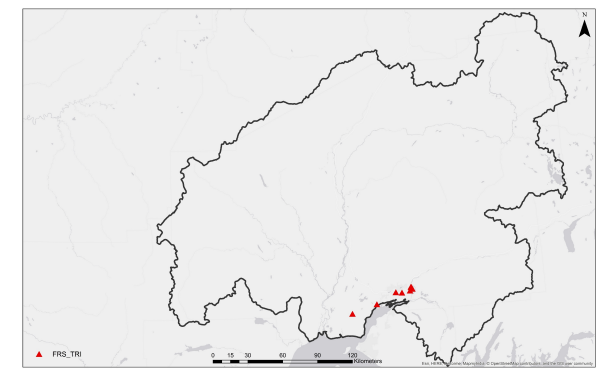 N
FRS_TRI
0 15 30 60 90 120
Kilometers
Esri, HERE, Garmin, © OpenStreetMap contributors, and the GIS user community